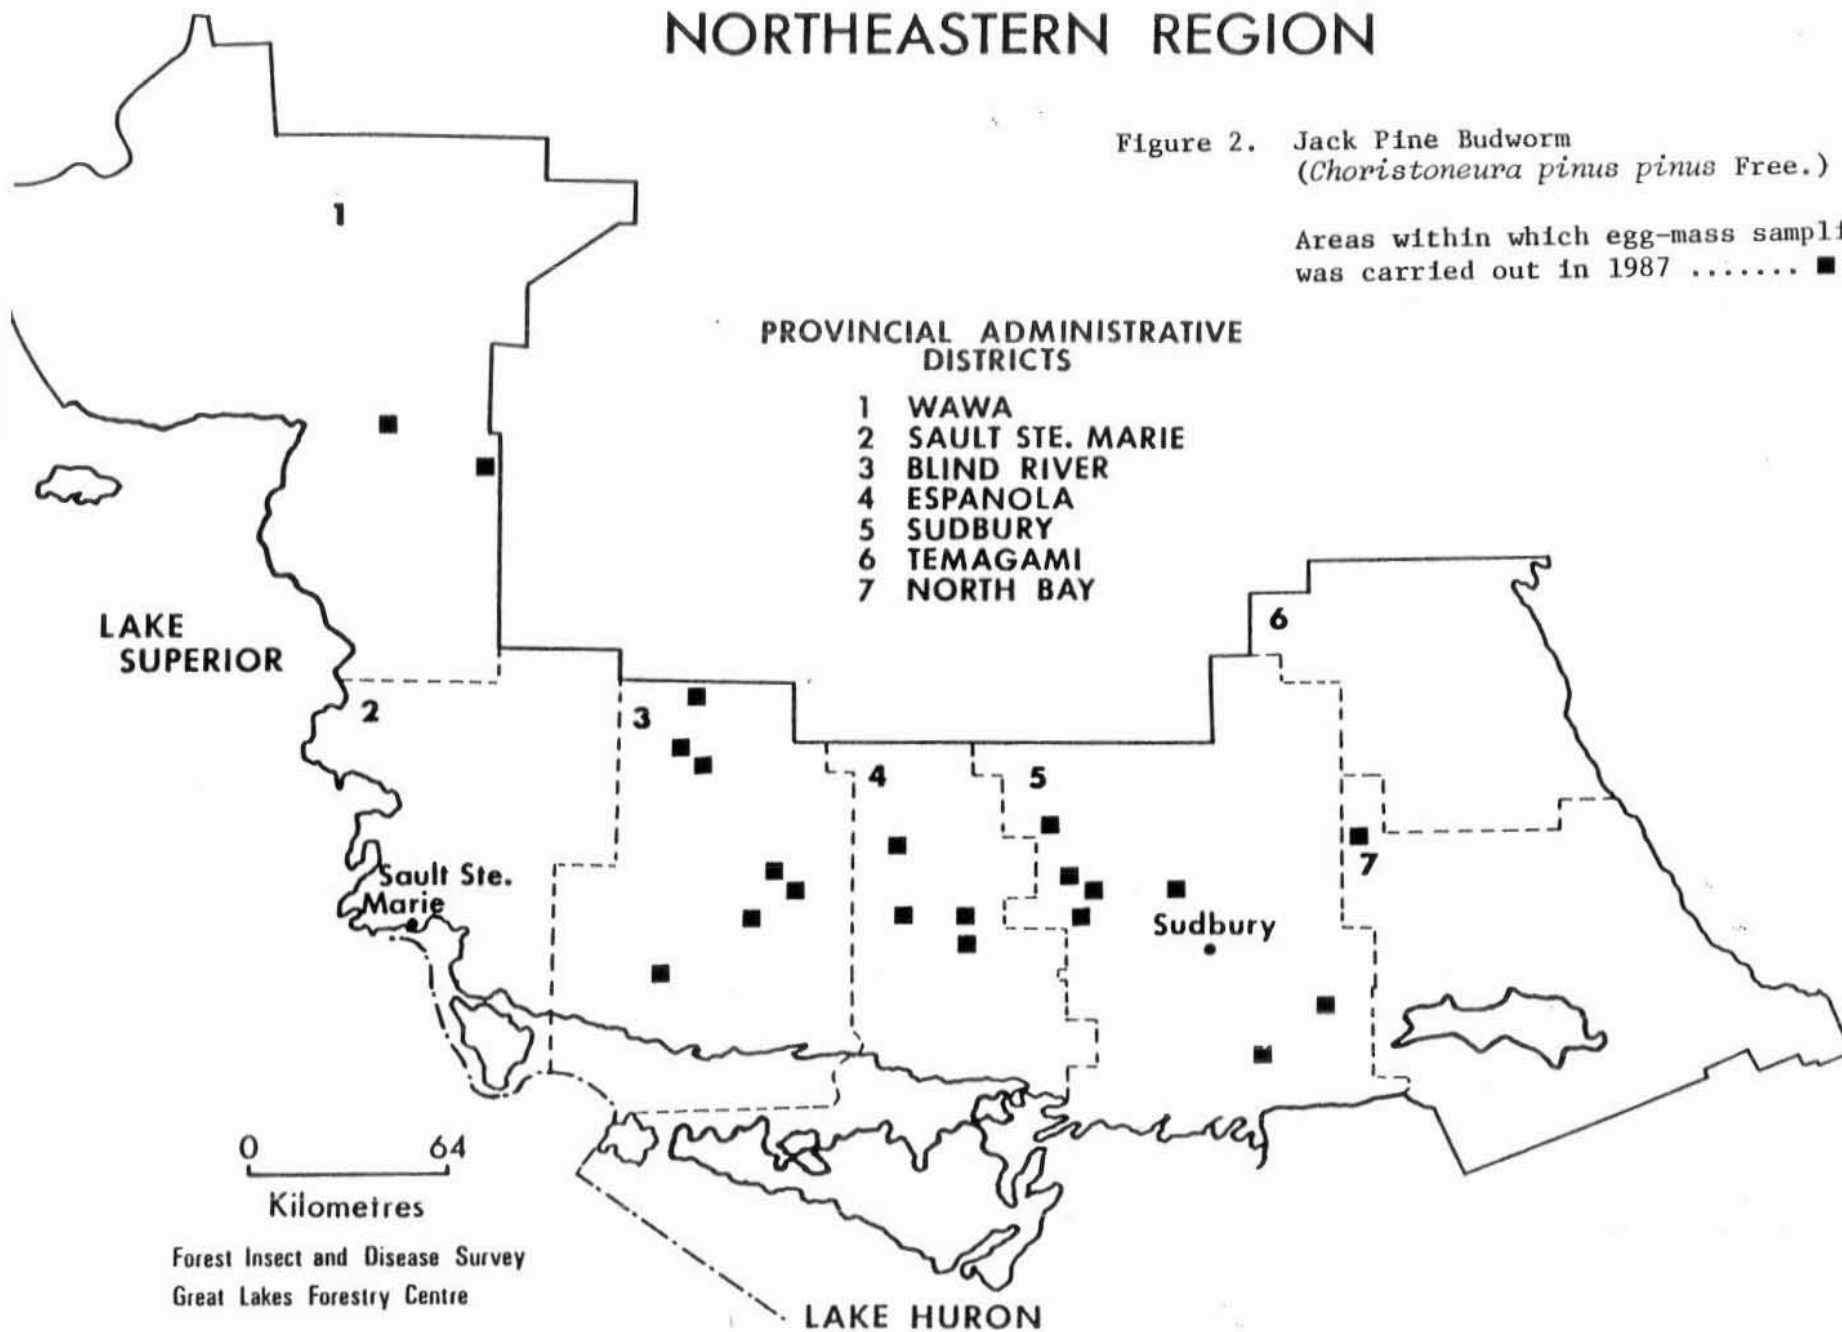 NORTHEASTERN REGION
Figure 2. Jack Pine Budworm
(Choristoneura pinus pinus Free.)
Areas within which egg-mass sampli
was carried out in 1987 ....... ■
PROVINCIAL ADMINISTRATIVE
DISTRICTS
1 WAWA
2 SAULT STE. MARIE
3 BLIND RIVER
4 ESPANOLA
5 SUDBURY
6 TEMAGAMI
7 NORTH BAY
1
LAKE
SUPERIOR
2
3
4
5
6
7
Sault Ste.
Marie
Sudbury
0 64
Kilometres
Forest Insect and Disease Survey
Great Lakes Forestry Centre
LAKE HURON